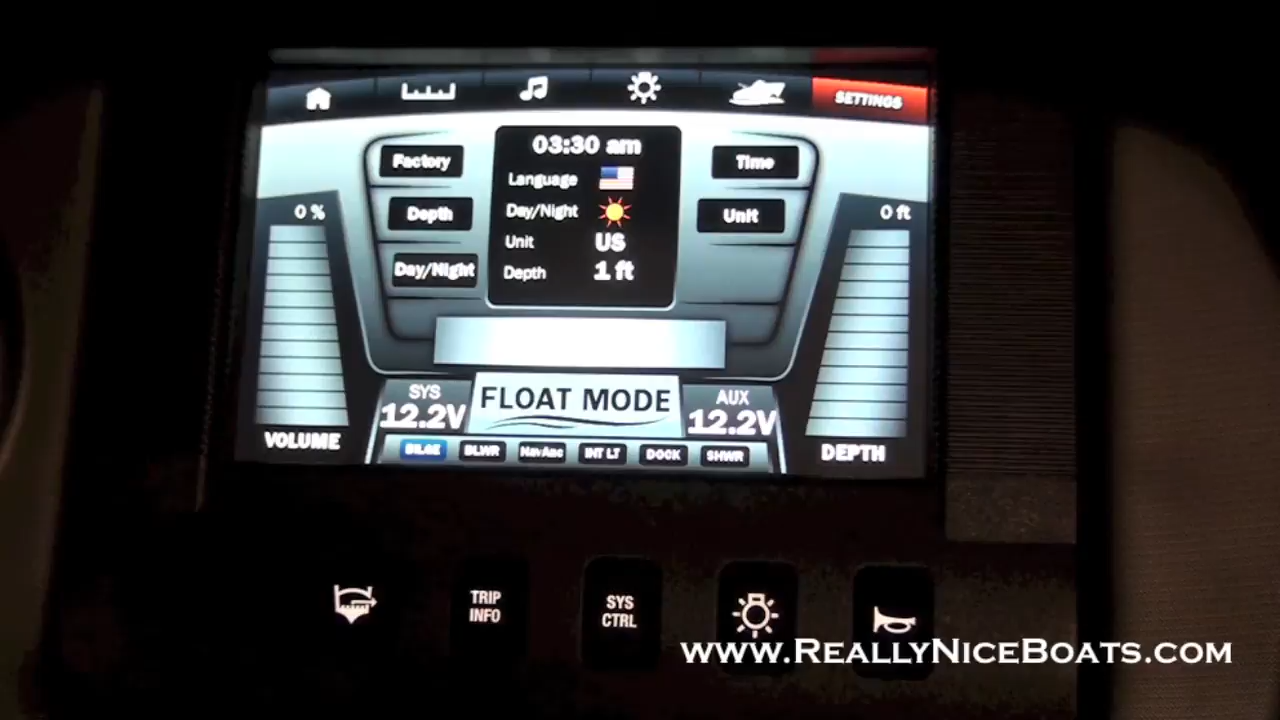 SETTINGS
03:30 am
Factory
Language
Time
Depth
Day/Night
Unit
0 %
0 ft
Unit US
Day/Night
Depth 1 ft
SYS
12.2V
FLOAT MODE
AUX
12.2V
VOLUME
BILGE BLWR NavAnc INT LT DOCK SHWR
DEPTH
TRIP
INFO
SYS
CTRL
www.ReallyNiceBoats.com